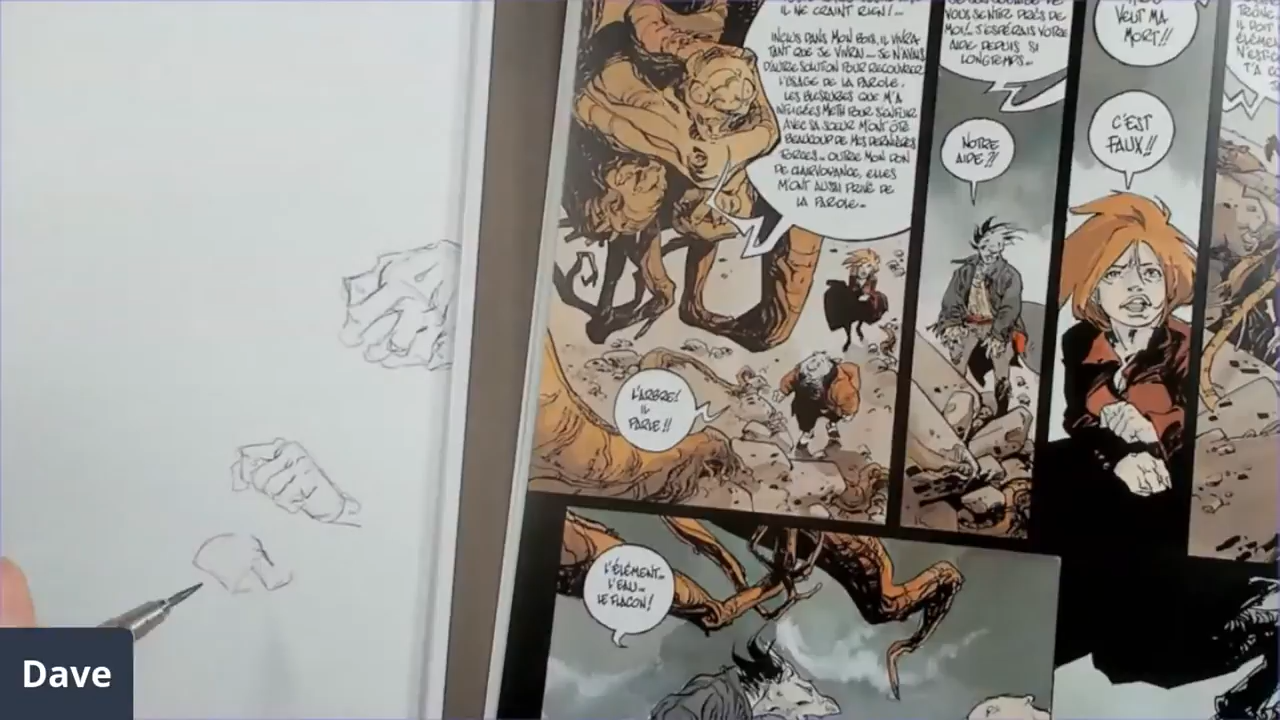 IL NE CRAINT RIEN!...
INCLUS DANS MON BOIS, IL VIVRA
TANT QUE JE VIVRAI... JE N'AVAIS
D'AUTRE SOLUTION POUR RECOUVRER
L'USAGE DE LA PAROLE.
LES BLESSURES QUE M'A
INFLIGÉES METH POUR S'ENFUIR
AVEC SA SOEUR M'ONT ÔTÉ
BEAUCOUP DE MES DERNIÈRES
FORCES... OUTRE MON DON
DE CLAIRVOYANCE, ELLES
M'ONT AUSSI PRIVÉ DE
LA PAROLE...
L'ARBRE!
IL
PARLE!!
VOUS SENTIR PRÈS DE
MOI! J'ESPÉRAIS VOTRE
AIDE DEPUIS SI
LONGTEMPS...
NOTRE
AIDE?!
VEUT MA
MORT!!
C'EST
FAUX!!
IL DOIT
T'A
L'ÉLÉMENT...
L'EAU...
LE FLACON!
Dave